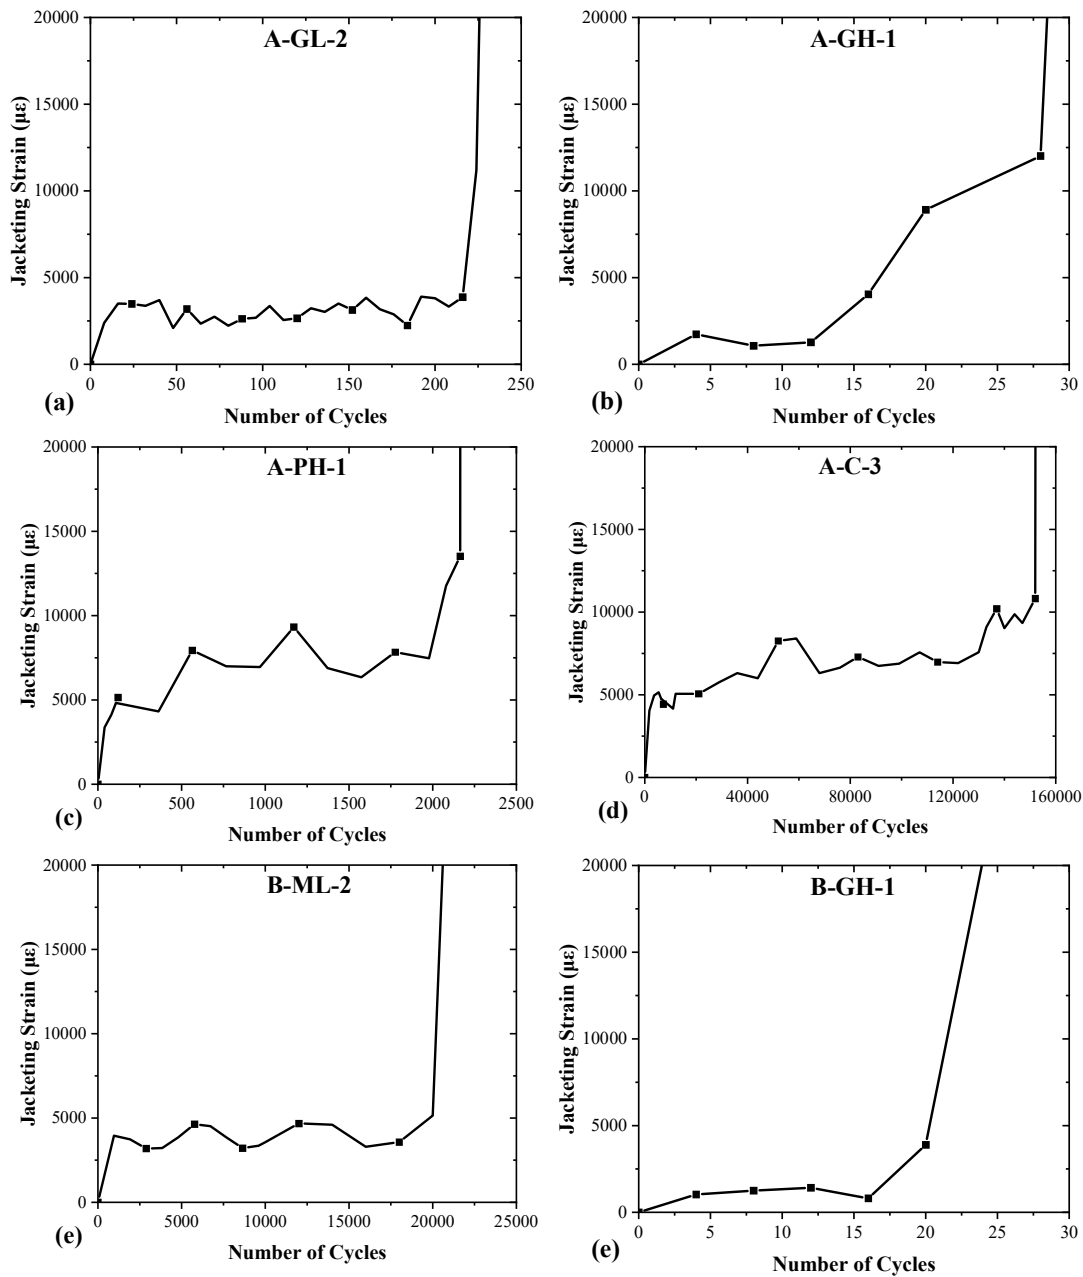 A-GL-2
20000
15000
10000
5000
0
Jacketing Strain (με)
0 50 100 150 200 250
(a)
Number of Cycles
A-GH-1
20000
15000
10000
5000
0
Jacketing Strain (με)
0 5 10 15 20 25 30
(b)
Number of Cycles
A-PH-1
20000
15000
10000
5000
0
Jacketing Strain (με)
0 500 1000 1500 2000 2500
(c)
Number of Cycles
A-C-3
20000
15000
10000
5000
0
Jacketing Strain (με)
0 40000 80000 120000 160000
(d)
Number of Cycles
B-ML-2
20000
15000
10000
5000
0
Jacketing Strain (με)
0 5000 10000 15000 20000 25000
(e)
Number of Cycles
B-GH-1
20000
15000
10000
5000
0
Jacketing Strain (με)
0 5 10 15 20 25 30
(e)
Number of Cycles